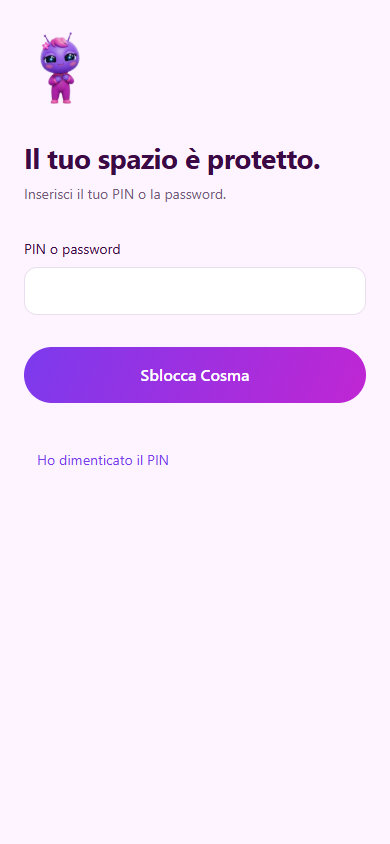 Il tuo spazio è protetto.
Inserisci il tuo PIN o la password.
PIN o password
Sblocca Cosma
Ho dimenticato il PIN